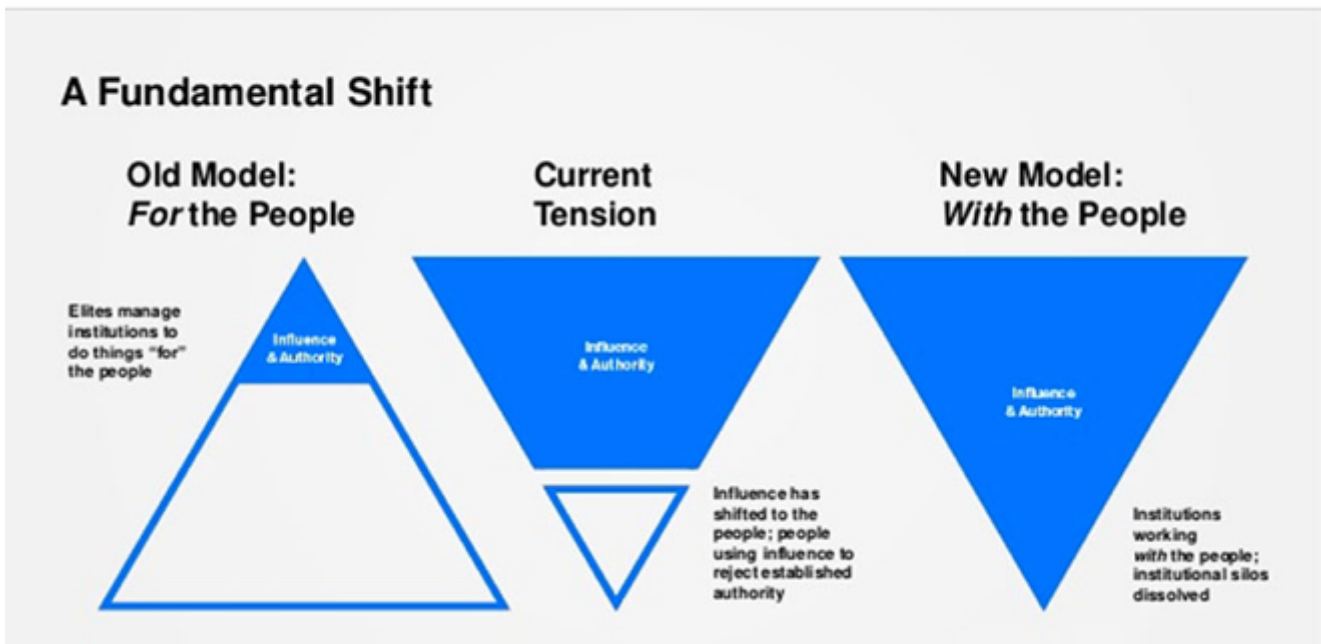 A Fundamental Shift
Old Model:
For the People
Elites manage
institutions to
do things "for"
the people
Influence
& Authority
Current
Tension
Influence
& Authority
Influence has
shifted to the
people; people
using influence to
reject established
authority
New Model:
With the People
Influence
& Authority
Institutions
working
with the people;
institutional silos
dissolved